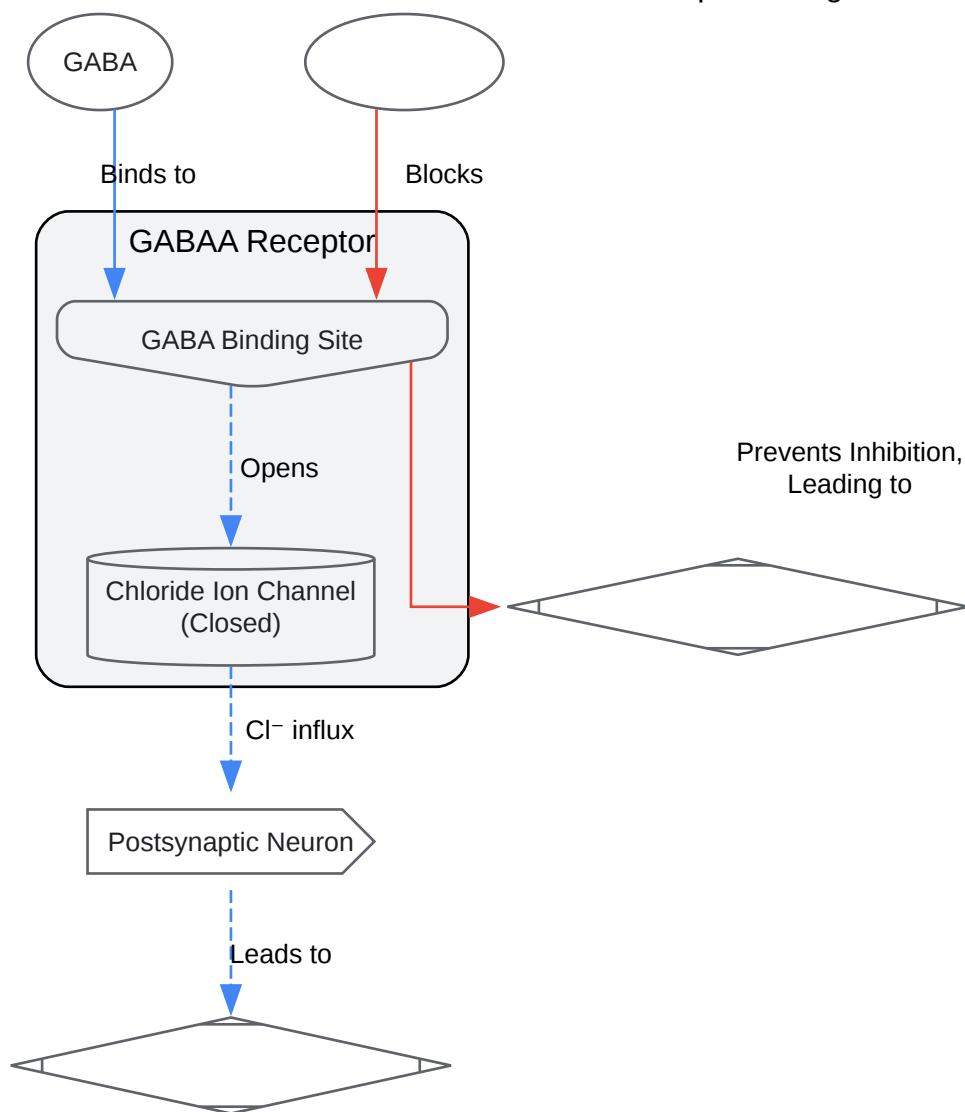 GABA
Binds to
Blocks
GABAA Receptor
GABA Binding Site
Opens
Prevents Inhibition,
Leading to
Chloride Ion Channel
(Closed)
Cl⁻ influx
Postsynaptic Neuron
Leads to